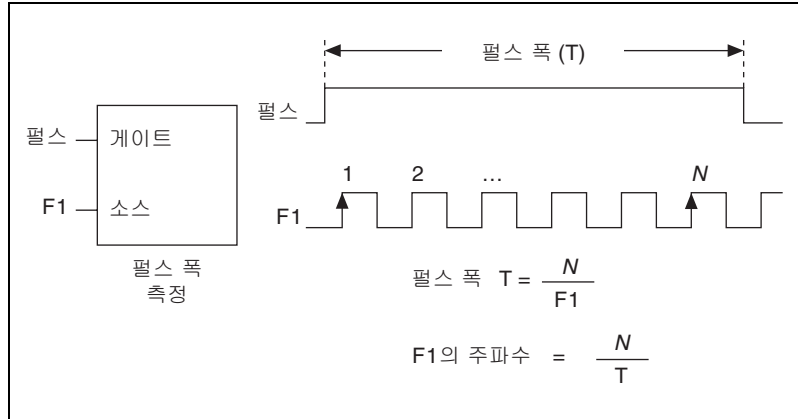 펄스 폭 (T)
펄스
게이트
F1
소스
펄스 폭
측정
펄스
1 2 ... N
F1
펄스 폭 T = N / F1
F1의 주파수 = N / T